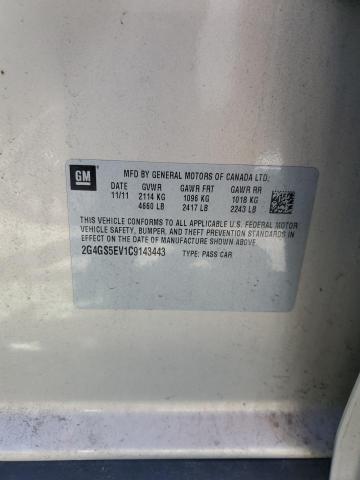 GM
MFD BY GENERAL MOTORS OF CANADA LTD.
11/11 GVWR GAWR FRT GAWR RR
2114 KG 1096 KG 1018 KG
4660 LB 2417 LB 2243 LB
THIS VEHICLE CONFORMS TO ALL APPLICABLE U.S. FEDERAL MOTOR
VEHICLE SAFETY, BUMPER, AND THEFT PREVENTION STANDARDS IN
EFFECT ON THE DATE OF MANUFACTURE SHOWN ABOVE.
2G4GS5EV1C9143443 TYPE: PASS CAR